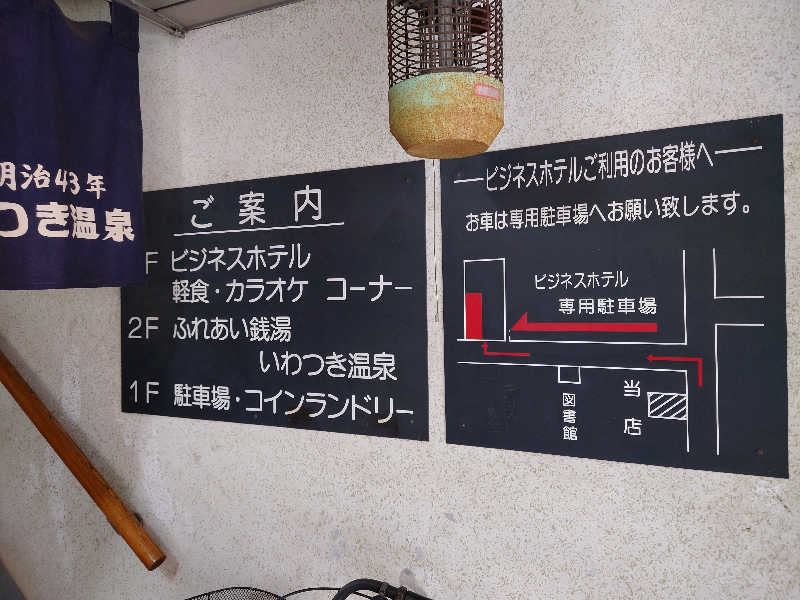 明治43年
つき温泉
ご案内
F ビジネスホテル
軽食・カラオケ コーナー
2F ふれあい銭湯
いわつき温泉
1F 駐車場・コインランドリー
ービジネスホテルご利用のお客様へー
お車は専用駐車場へお願い致します。
ビジネスホテル
専用駐車場
図書館
当店